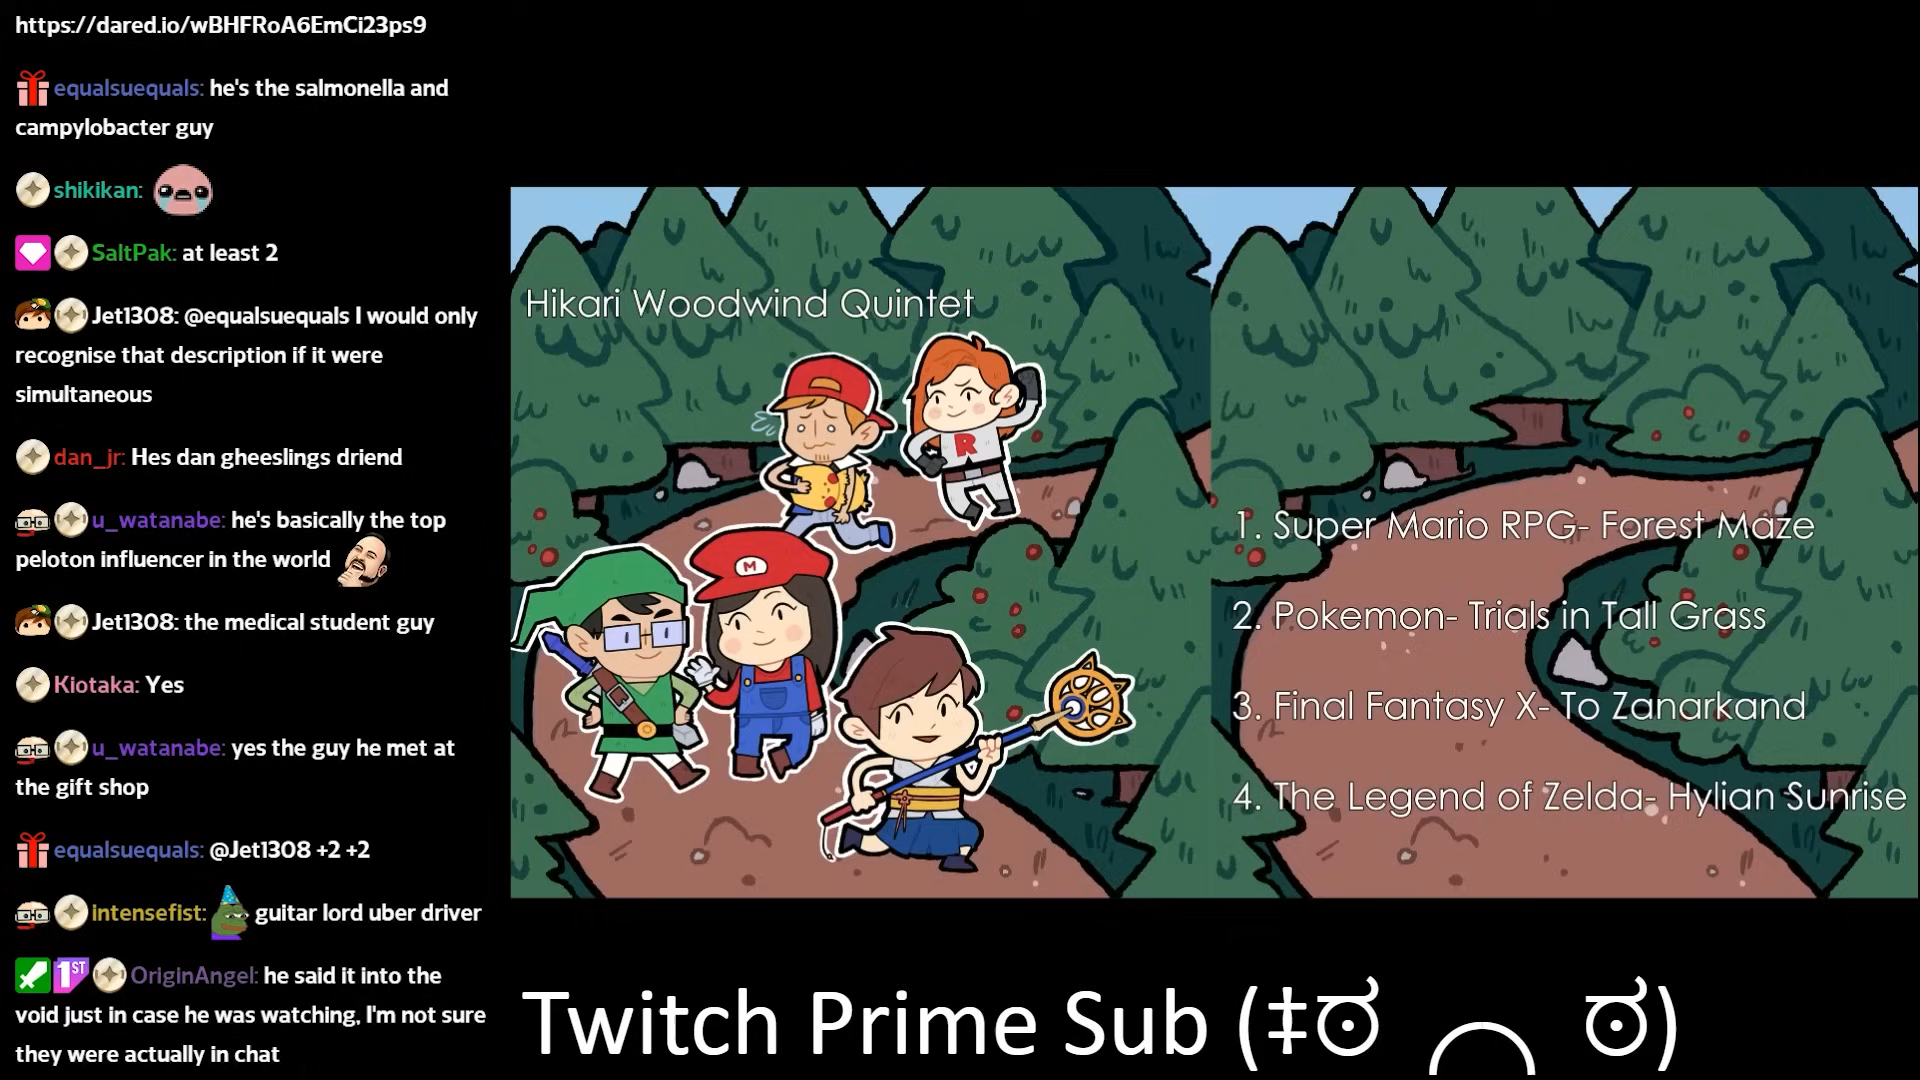 https://dared.io/wBHFRoA6EmCi23ps9
equalsuequals: he's the salmonella and
campylobacter guy
shikikan:
SaltPak: at least 2
Jet1308: @equalsuequals I would only
recognise that description if it were
simultaneous
dan_jr: Hes dan gheeslings driend
u_watanabe: he's basically the top
peloton influencer in the world
Jet1308: the medical student guy
Kiotaka: Yes
u_watanabe: yes the guy he met at
the gift shop
equalsuequals: @Jet1308 +2 +2
intensefist: guitar lord uber driver
1ST OriginAngel: he said it into the
void just in case he was watching, I'm not sure
they were actually in chat
Hikari Woodwind Quintet
R
M
1. Super Mario RPG- Forest Maze
2. Pokemon- Trials in Tall Grass
3. Final Fantasy X- To Zanarkand
4. The Legend of Zelda- Hylian Sunrise
Twitch Prime Sub (‡ಠ ⁔ ಠ)